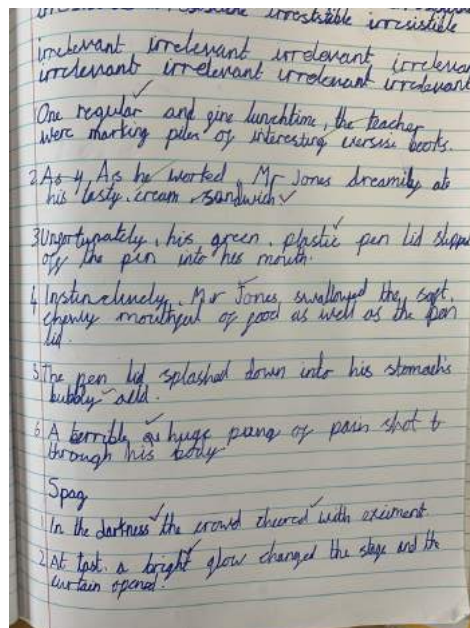 irresistible irresistible
irrelevant irrelevant irrelevant
irrelevant irrelevant irrelevant irrelevant
One regular and fine lunchtime, the teacher
were marking piles of interesting exersise books.
2. As y, As he worked, Mr Jones dreamily ate
his tasty, cream sandwich
3 Unfortunately, his green, plastic pen lid slipped
off the pen into his mouth.
4. Mr Jones, swallowed the soft,
chewy mouthful of food as well as the pen
lid.
5. The pen lid splashed down into his stomachs
bubbly acid.
6. A terribly huge pang of pain shot t
through his body
Spag
1. In the darkness the crowd cheered with exciment
2. At last, a bright glow changed the stage and the
curtain opened.